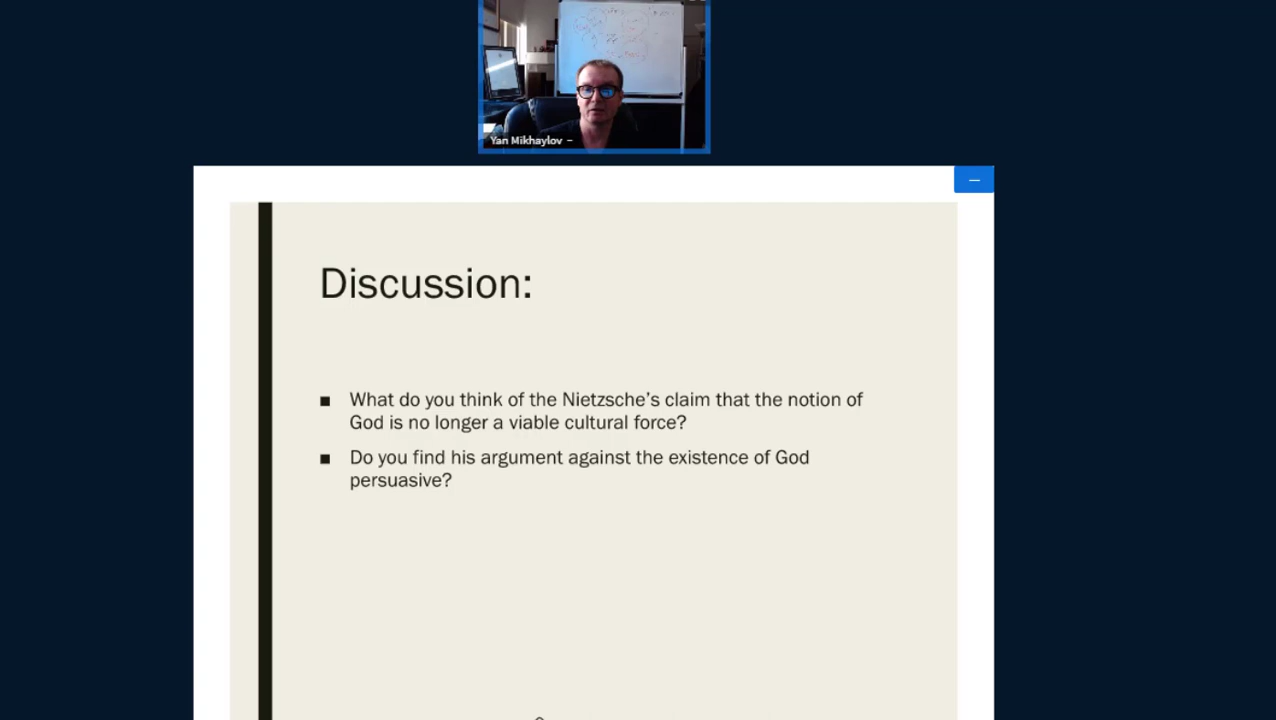 Yan Mikhaylov
Discussion:
What do you think of the Nietzsche's claim that the notion of
God is no longer a viable cultural force?
Do you find his argument against the existence of God
persuasive?